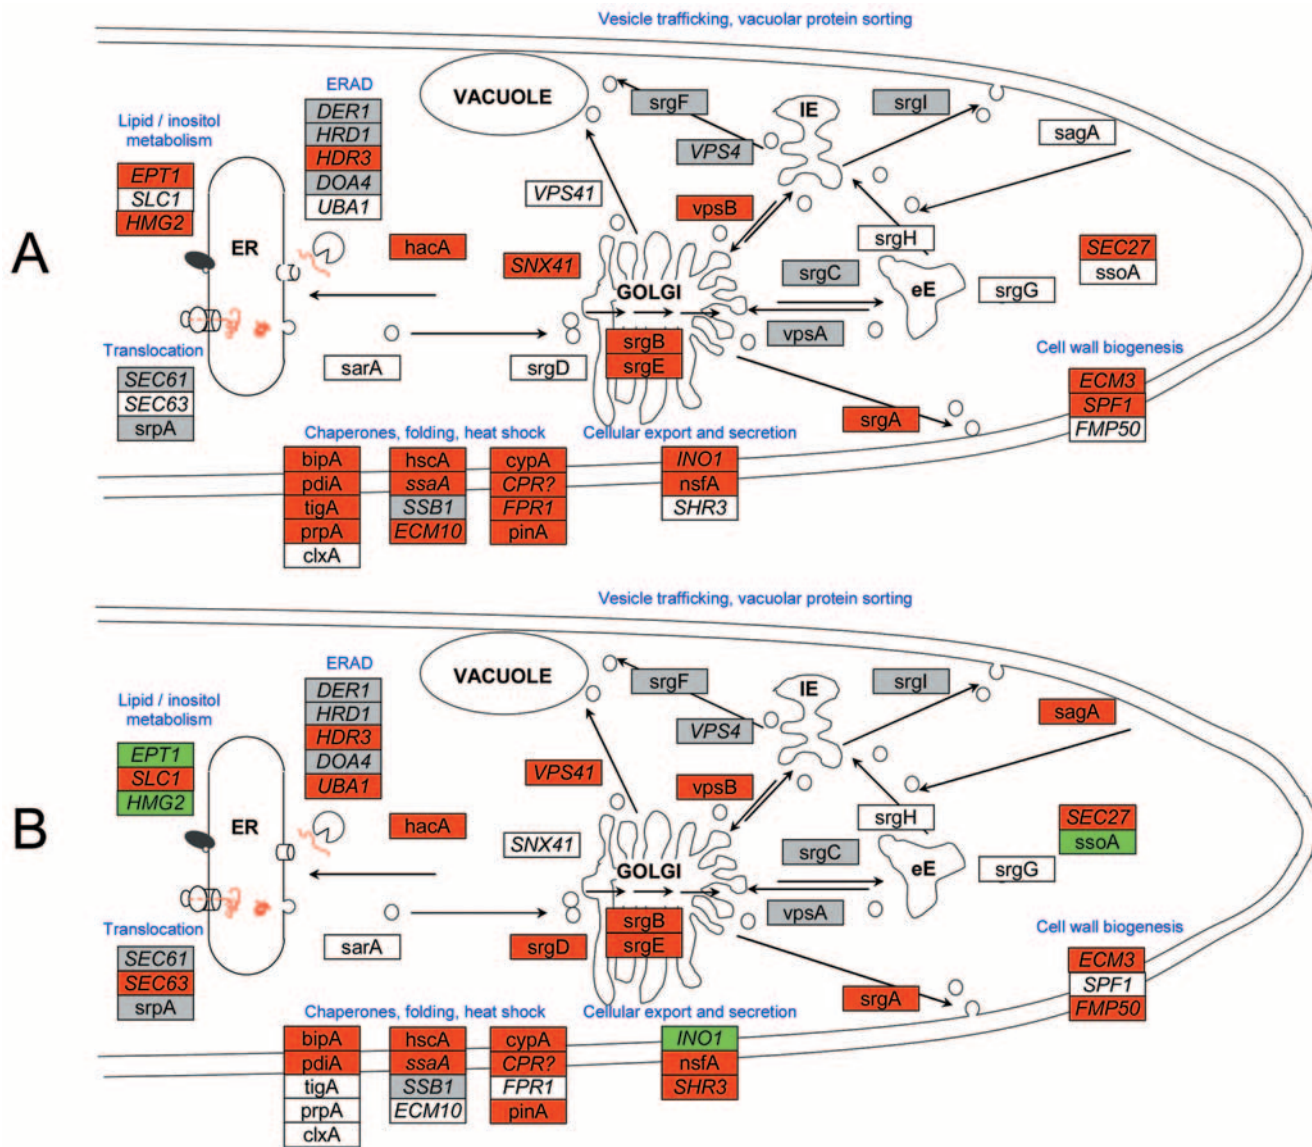 Vesicle trafficking, vacuolar protein sorting
ERAD
DER1
HRD1
HDR3
DOA4
UBA1
VACUOLE
srgF
IE
srgI
sagA
VPS4
Lipid / inositol
metabolism
EPT1
SLC1
HMG2
VPS41
vpsB
A
ER
hacA
SNX41
srgH
SEC27
ssoA
srgC
GOLGI
eE
srgG
vpsA
srgB
srgE
Translocation
SEC61
SEC63
srpA
sarA
srgD
srgA
Cell wall biogenesis
ECM3
SPF1
FMP50
Chaperones, folding, heat shock
bipA
pdiA
tigA
prpA
clxA
hscA
ssaA
SSB1
ECM10
cypA
CPR?
FPR1
pinA
Cellular export and secretion
INO1
nsfA
SHR3
Vesicle trafficking, vacuolar protein sorting
ERAD
DER1
HRD1
HDR3
DOA4
UBA1
VACUOLE
srgF
IE
srgI
sagA
VPS4
Lipid / inositol
metabolism
EPT1
SLC1
HMG2
VPS41
vpsB
B
ER
hacA
SNX41
srgH
SEC27
ssoA
srgC
GOLGI
eE
srgG
vpsA
srgB
srgE
Translocation
SEC61
SEC63
srpA
sarA
srgD
srgA
Cell wall biogenesis
ECM3
SPF1
FMP50
Chaperones, folding, heat shock
bipA
pdiA
tigA
prpA
clxA
hscA
ssaA
SSB1
ECM10
cypA
CPR?
FPR1
pinA
Cellular export and secretion
INO1
nsfA
SHR3